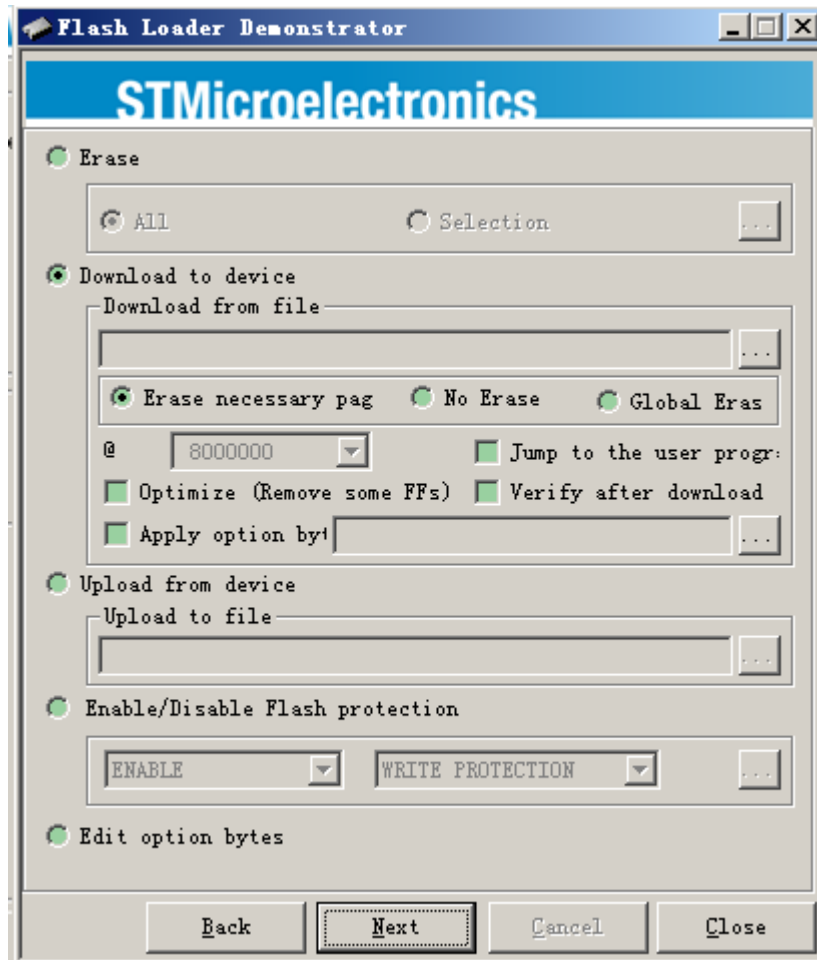 Flash Loader Demonstrator
STMicroelectronics
Erase
All Selection ...
Download to device
Download from file
...
Erase necessary pag No Erase Global Eras
@ 8000000 Jump to the user progr
Optimize (Remove some FFs) Verify after download
Apply option byt ...
Upload from device
Upload to file
...
Enable/Disable Flash protection
ENABLE WRITE PROTECTION ...
Edit option bytes
Back Next Cancel Close